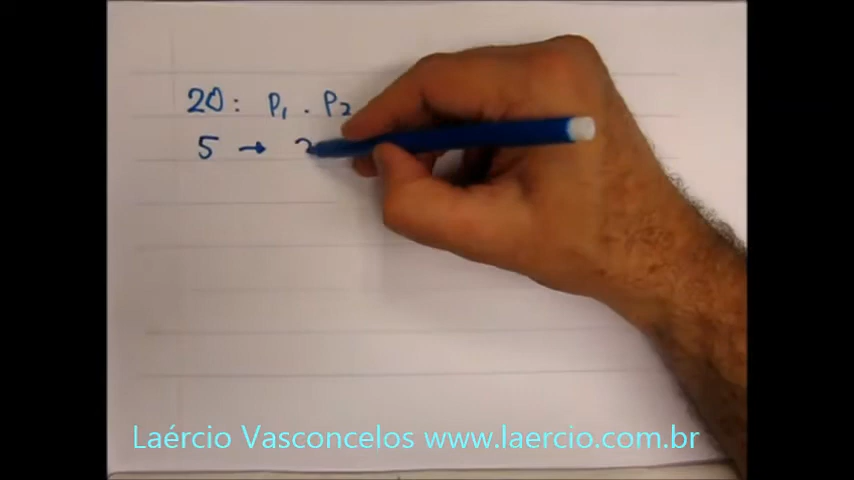 20: P₁ . P₂
5 →
Laércio Vasconcelos www.laercio.com.br